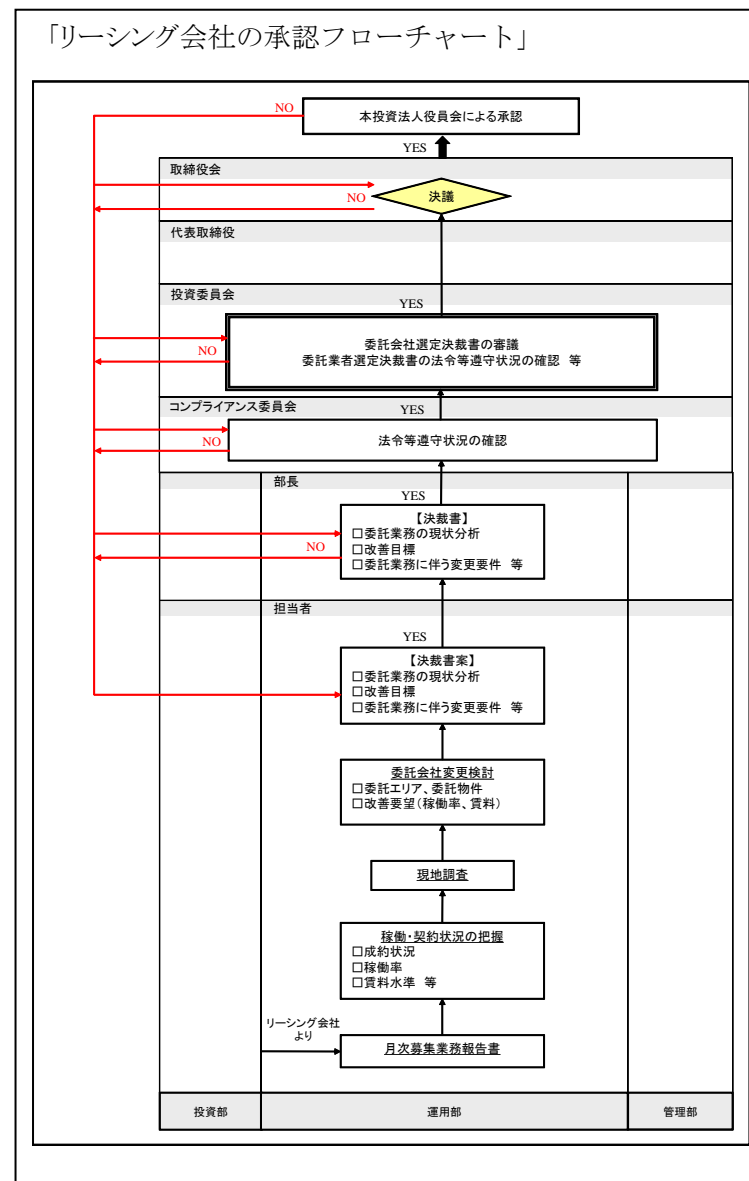 「リーシング会社の承認フローチャート」
NO
本投資法人役員会による承認
YES
取締役会
NO
決議
代表取締役
投資委員会
YES
委託会社選定決裁書の審議
委託業者選定決裁書の法令等遵守状況の確認 等
NO
コンプライアンス委員会
YES
法令等遵守状況の確認
NO
部長
YES
【決裁書】
□委託業務の現状分析
□改善目標
□委託業務に伴う変更要件 等
NO
担当者
YES
【決裁書案】
□委託業務の現状分析
□改善目標
□委託業務に伴う変更要件 等
委託会社変更検討
□委託エリア、委託物件
□改善要望(稼働率、賃料)
現地調査
稼働・契約状況の把握
□成約状況
□稼働率
□賃料水準 等
リーシング会社
より
月次募集業務報告書
投資部
運用部
管理部